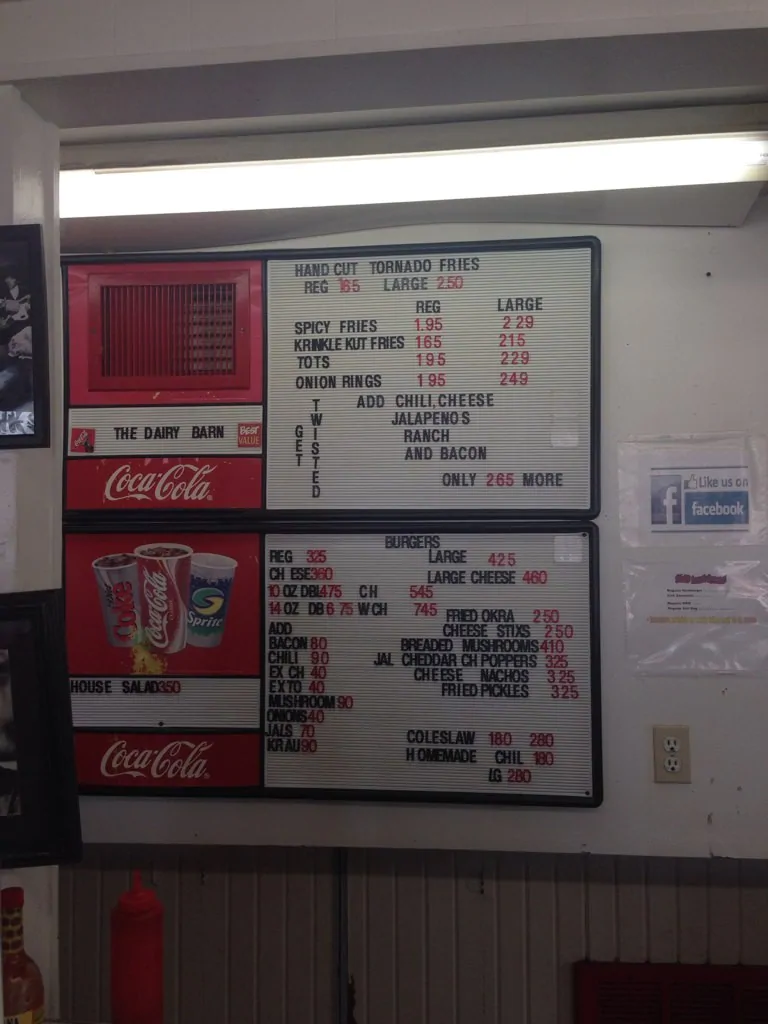 HAND CUT TORNADO FRIES
REG 165 LARGE 2.50
REG LARGE
SPICY FRIES 1.95 2 29
KRINKLE KUT FRIES 165 215
TOTS 195 229
ONION RINGS 195 249
GET TWISTED
ADD CHILI, CHEESE
JALAPENOS
RANCH
AND BACON
ONLY 265 MORE
THE DAIRY BARN
BEST VALUE
Coca-Cola
BURGERS
REG 325 LARGE 425
CH ESE360 LARGE CHEESE 460
10 OZ DBL475 CH 545
14 OZ DB 6 75 W CH 745
ADD
BACON 80
CHILI 90
EX CH 40
EX TO 40
MUSHROOM 90
ONIONS 40
JALS 70
KRAU 90
FRIED OKRA 250
CHEESE STIXS 250
BREADED MUSHROOMS 410
JAL CHEDDAR CH POPPERS 325
CHEESE NACHOS 325
FRIED PICKLES 325
COLESLAW 180 280
HOMEMADE CHIL 180
LG 280
Coke
Coca-Cola
Sprite
HOUSE SALAD350
Coca-Cola
Like us on
facebook